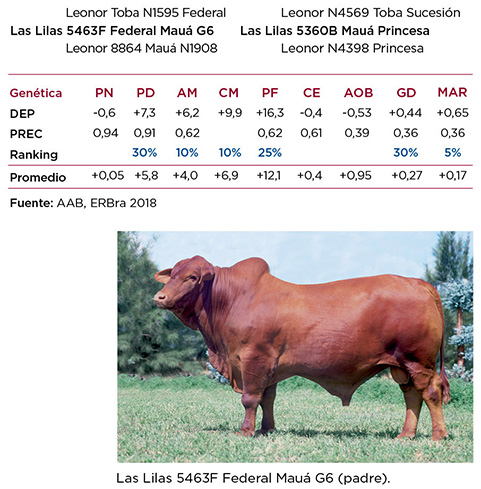 Leonor Toba N1595 Federal Leonor N4569 Toba Sucesión
Las Lilas 5463F Federal Mauá G6 Las Lilas 5360B Mauá Princesa
Leonor 8864 Mauá N1908 Leonor N4398 Princesa
Genética PN PD AM CM PF CE AOB GD MAR
DEP -0,6 +7,3 +6,2 +9,9 +16,3 -0,4 -0,53 +0,44 +0,65
PREC 0,94 0,91 0,62 0,62 0,61 0,39 0,36 0,36
Ranking 30% 10% 10% 25% 30% 5%
Promedio +0,05 +5,8 +4,0 +6,9 +12,1 +0,4 +0,95 +0,27 +0,17
Fuente: AAB, ERBra 2018
Las Lilas 5463F Federal Mauá G6 (padre).